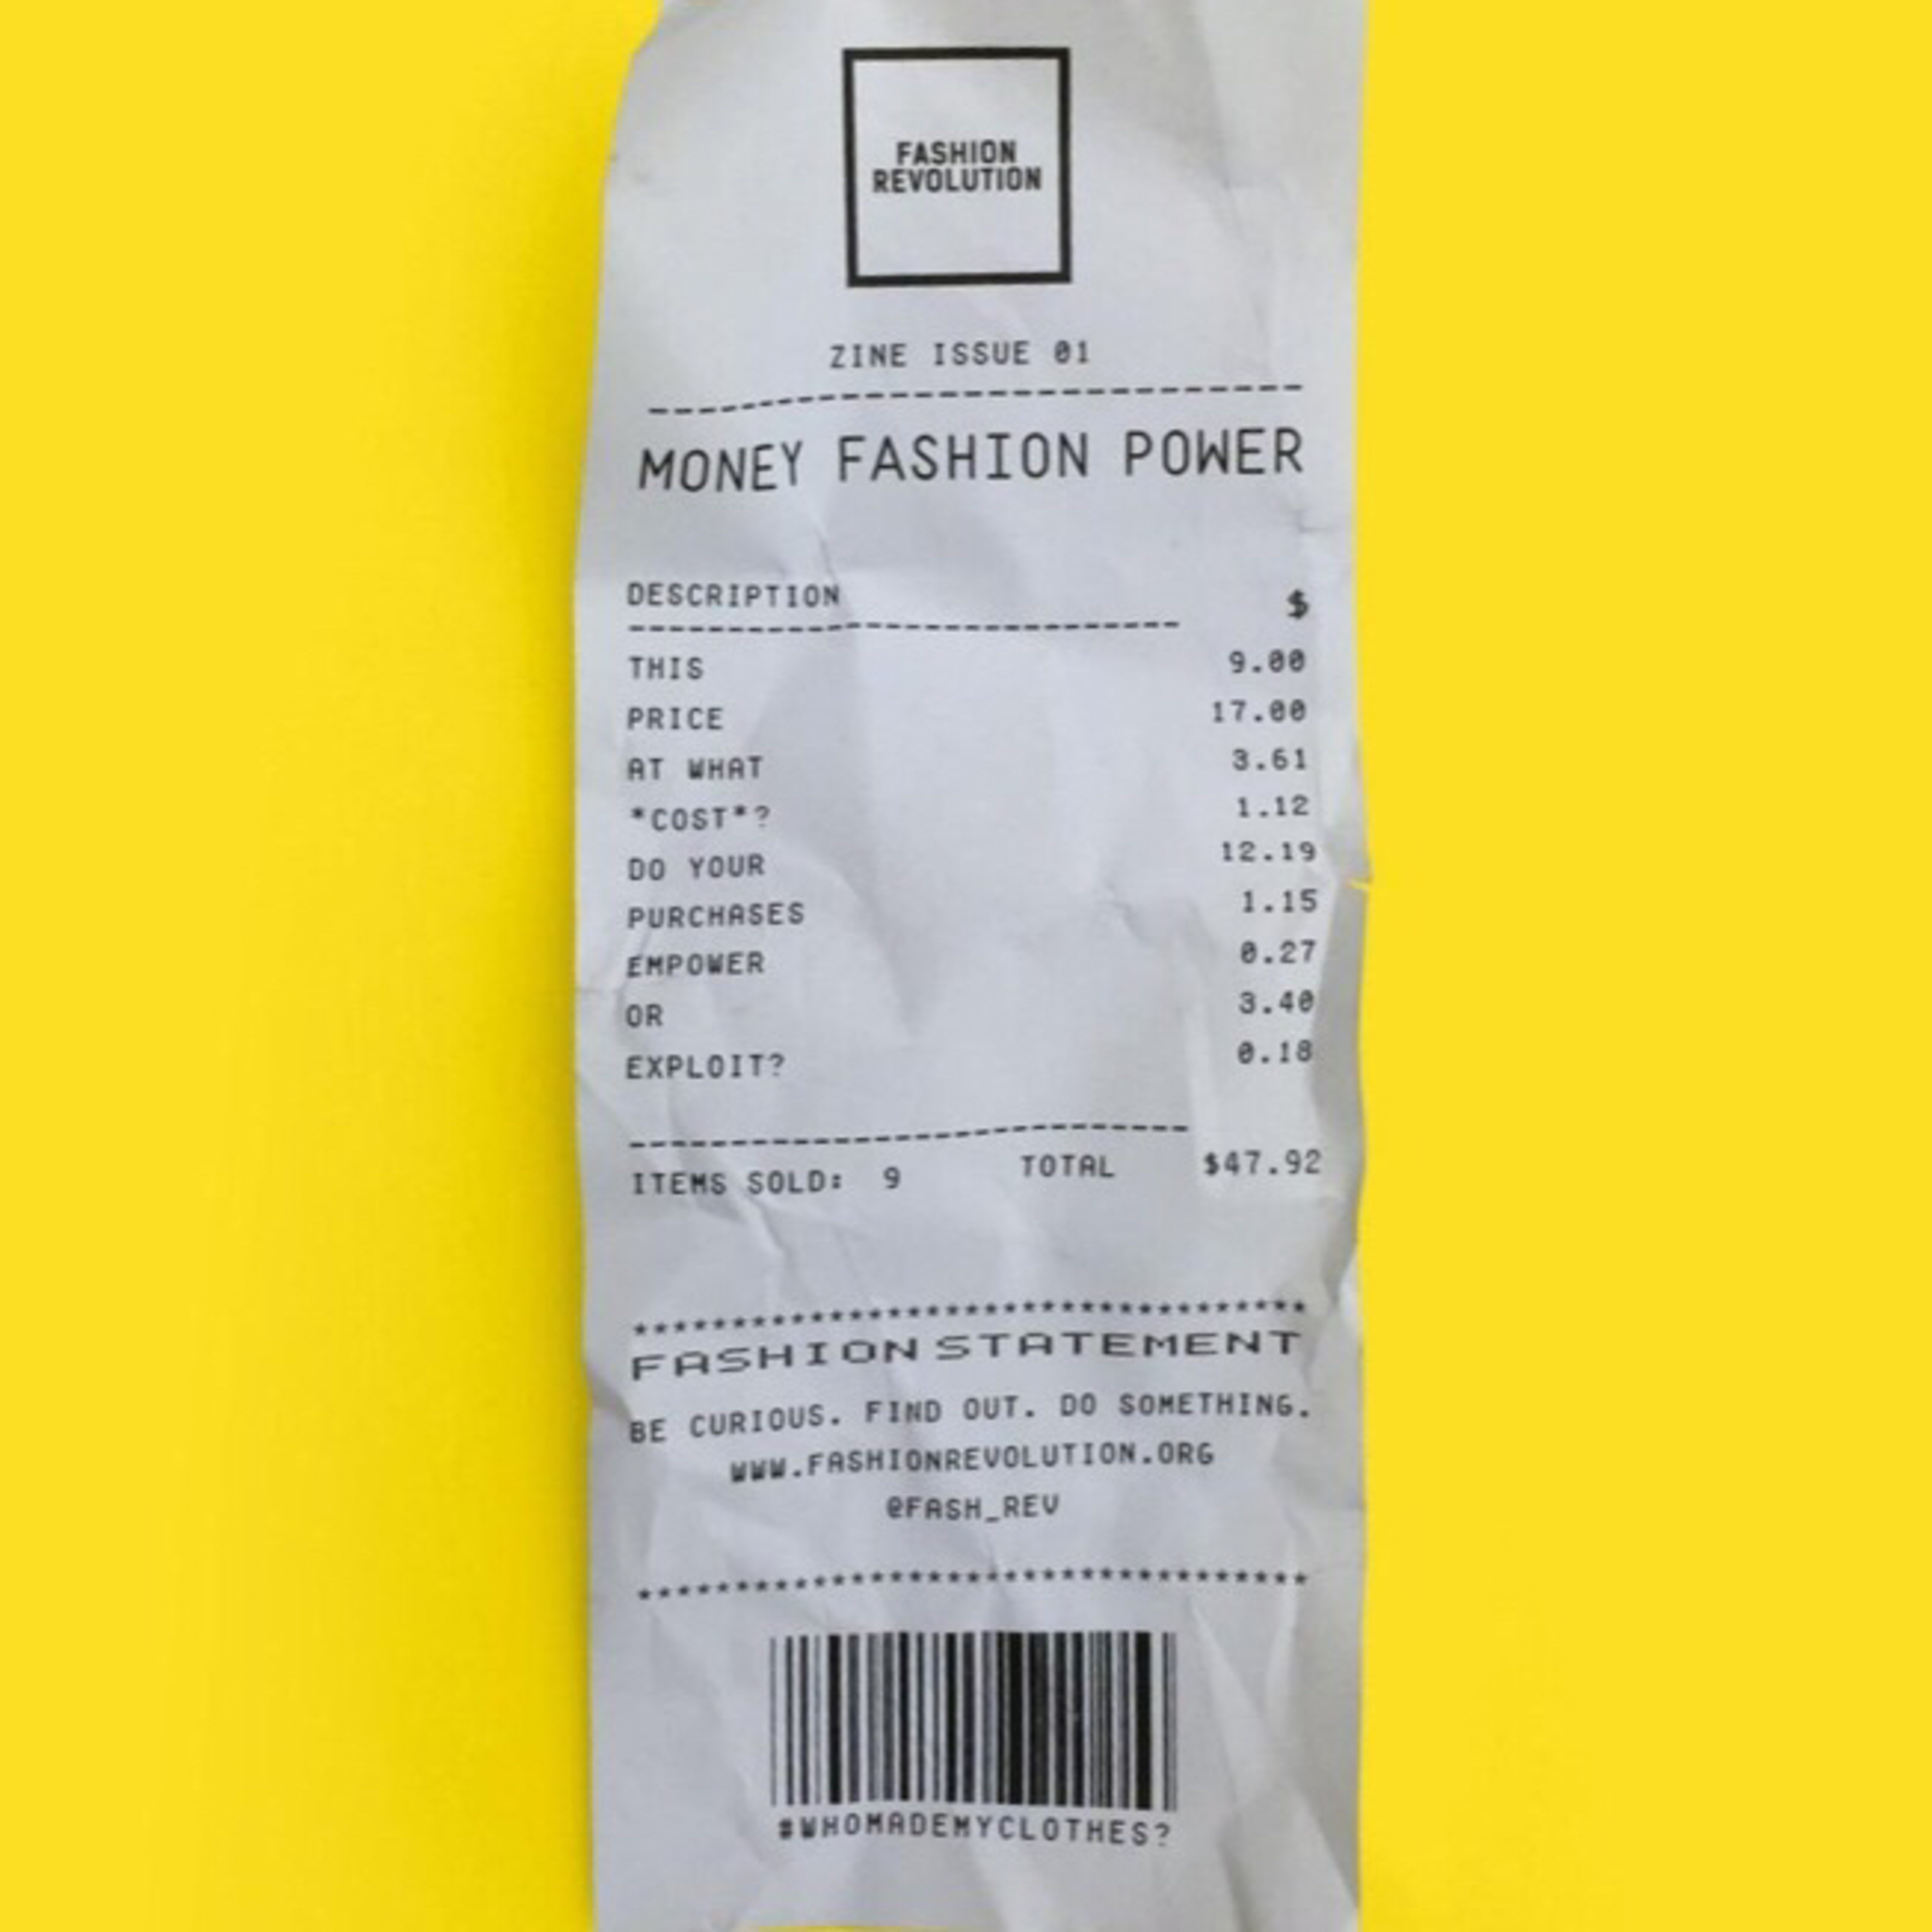 FASHION
REVOLUTION
ZINE ISSUE 01
MONEY FASHION POWER
DESCRIPTION $
THIS 9.00
PRICE 17.00
AT WHAT 3.61
*COST*? 1.12
DO YOUR 12.19
PURCHASES 1.15
EMPOWER 0.27
OR 3.40
EXPLOIT? 0.18
ITEMS SOLD: 9 TOTAL $47.92
***********************************
FASHION STATEMENT
BE CURIOUS. FIND OUT. DO SOMETHING.
WWW.FASHIONREVOLUTION.ORG
@FASH_REV
***********************************
#WHOMADEMYCLOTHES?